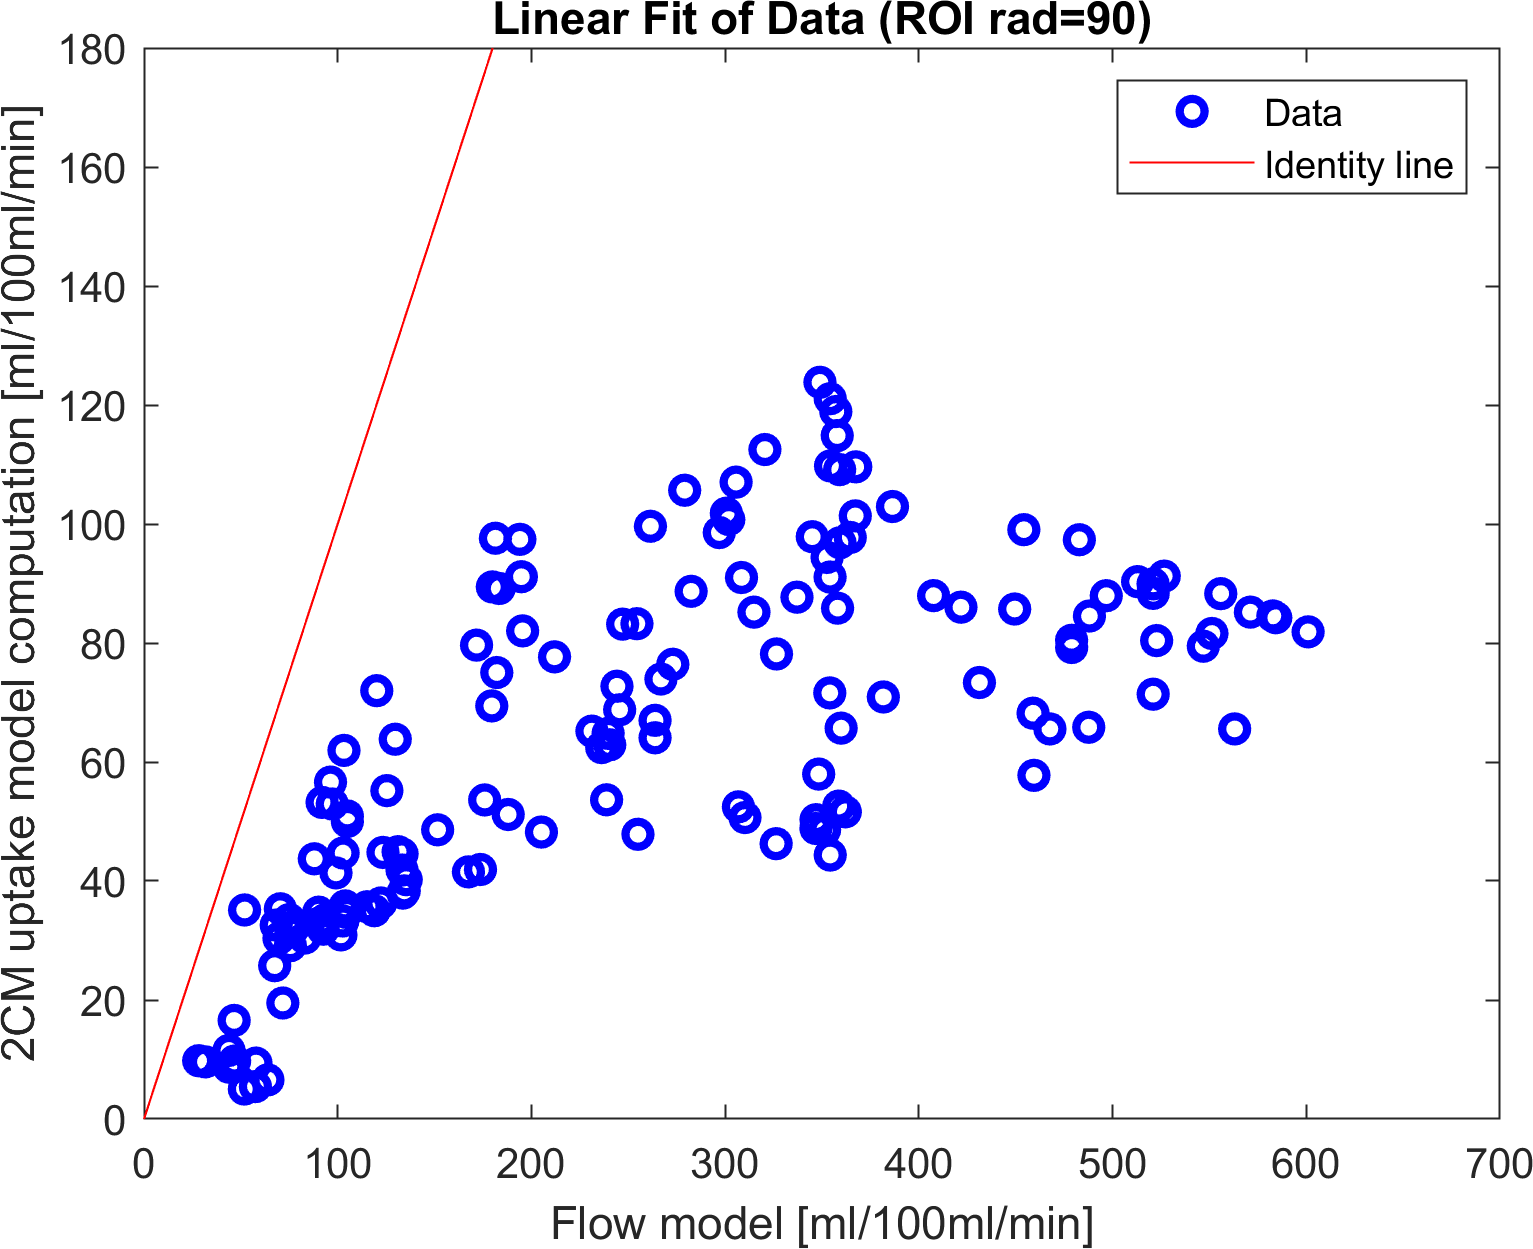 Linear Fit of Data (ROI rad=90)
180
160
140
120
100
80
60
40
20
0
2CM uptake model computation [ml/100ml/min]
Data
Identity line
0 100 200 300 400 500 600 700
Flow model [ml/100ml/min]